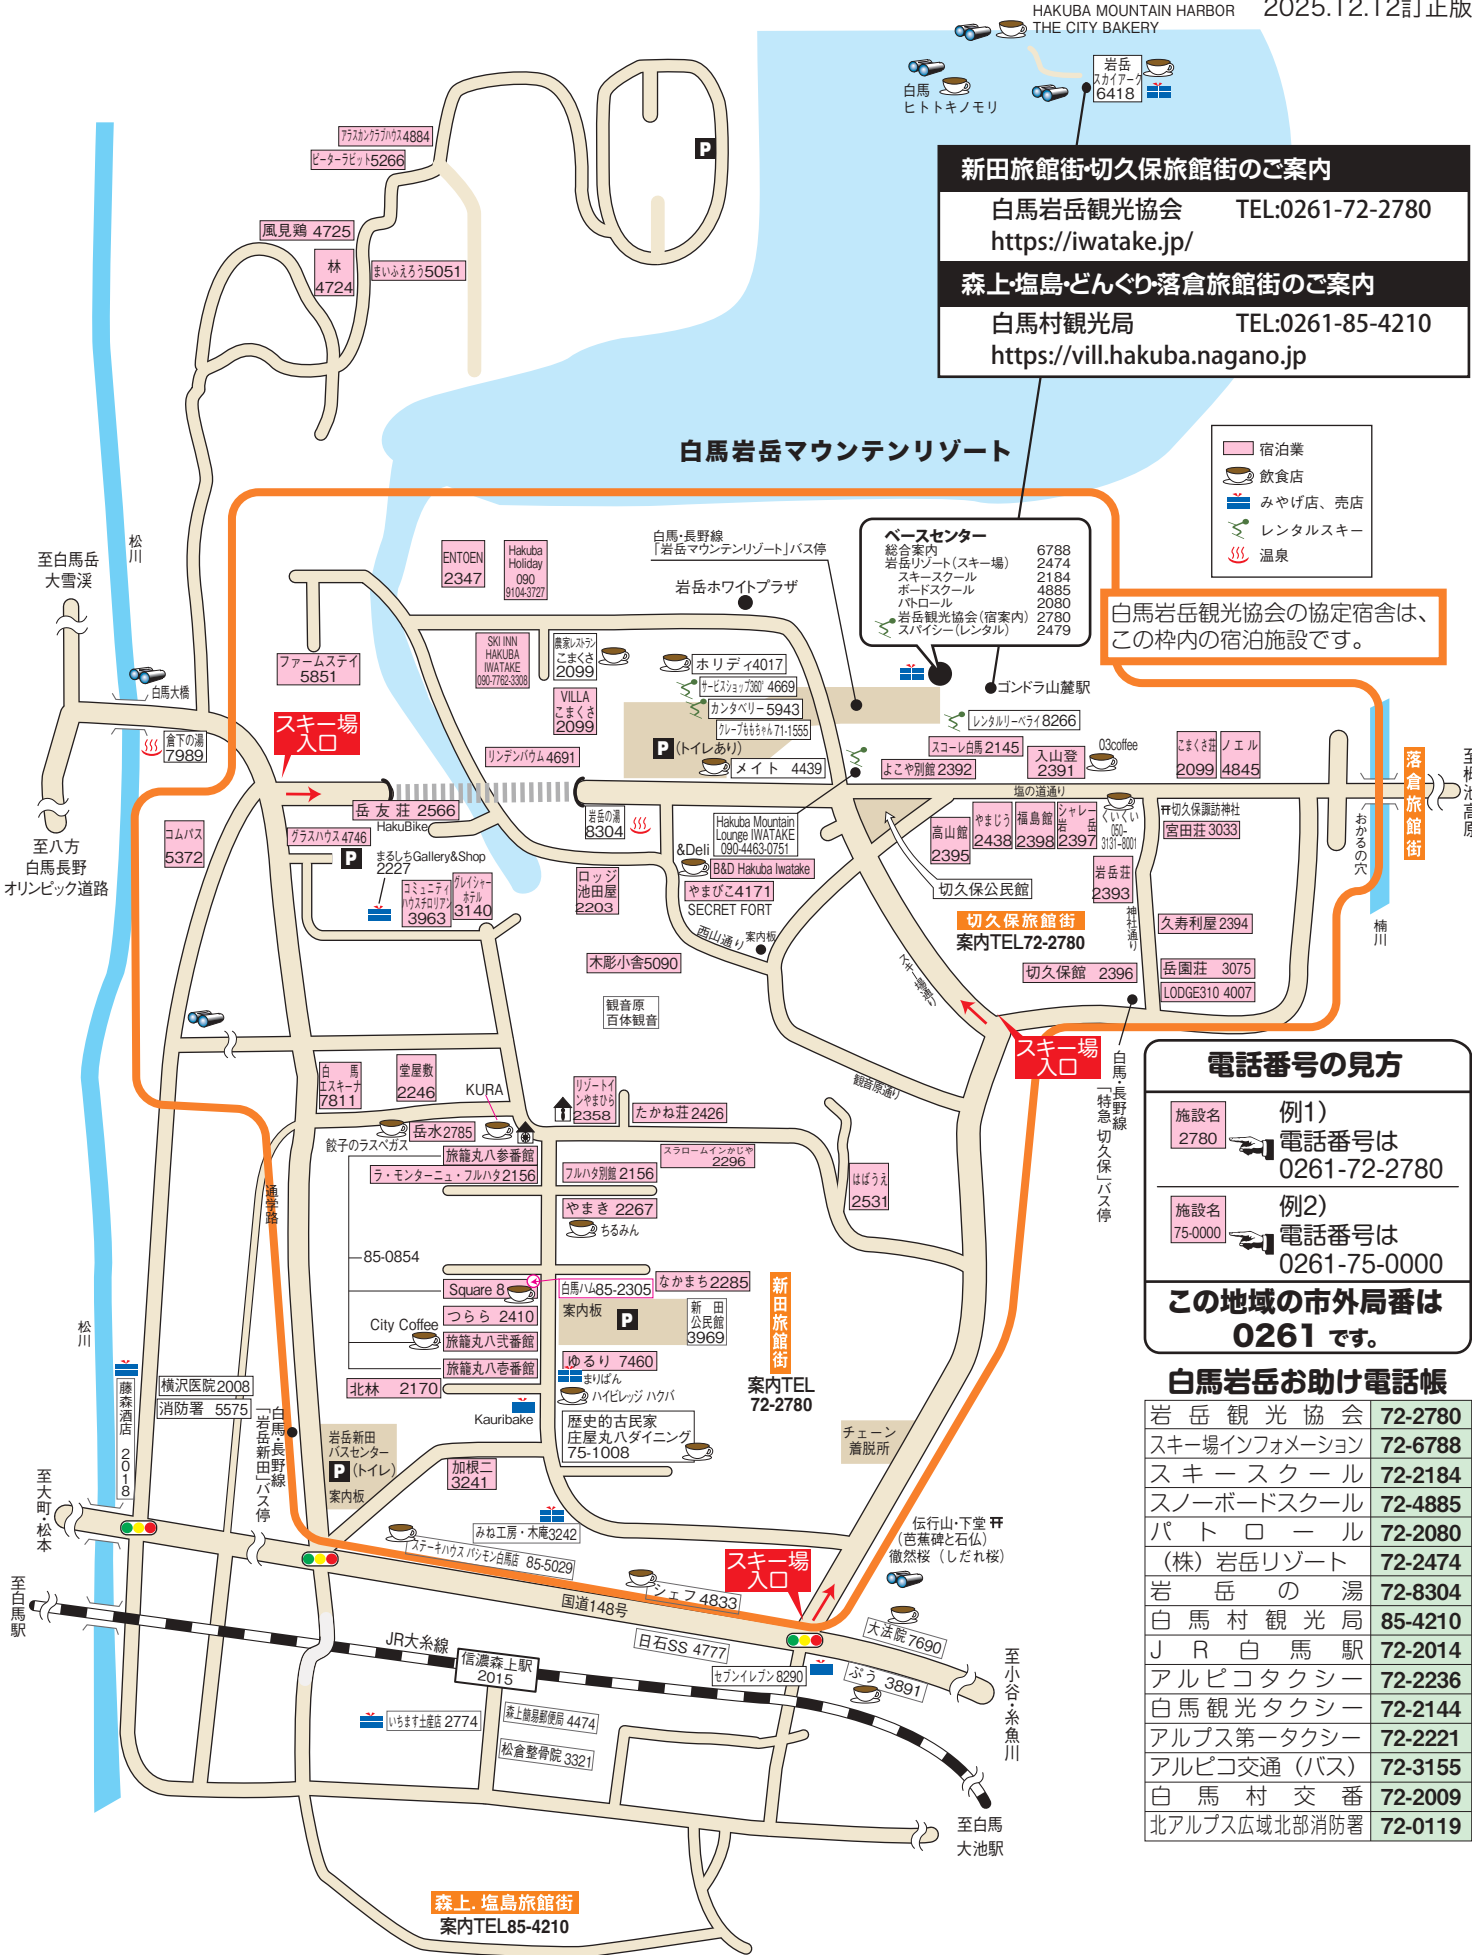 2025.12.12訂正版
HAKUBA MOUNTAIN HARBOR
THE CITY BAKERY
白馬
ヒトトキノモリ
岩岳
スカイアーク
6418
新田旅館街・切久保旅館街のご案内
白馬岩岳観光協会 TEL:0261-72-2780
https://iwatake.jp/
森上・塩島・どんぐり・落倉旅館街のご案内
白馬村観光局 TEL:0261-85-4210
https://vill.hakuba.nagano.jp
アラスカンクラブハウス4884
ピーターラビット5266
P
風見鶏 4725
林
4724
まいふぇろう5051
白馬岩岳マウンテンリゾート
宿泊業
飲食店
みやげ店、売店
レンタルスキー
温泉
白馬岩岳観光協会の協定宿舎は、
この枠内の宿泊施設です。
ベースセンター
総合案内 6788
岩岳リゾート(スキー場) 2474
スキースクール 2184
ボードスクール 4885
パトロール 2080
岩岳観光協会(宿案内) 2780
スパイシー(レンタル) 2479
白馬・長野線
「岩岳マウンテンリゾート」バス停
岩岳ホワイトプラザ
ゴンドラ山麓駅
松川
至白馬岳
大雪渓
白馬大橋
倉下の湯
7989
至八方
白馬長野
オリンピック道路
スキー場
入口
ENTOEN
2347
Hakuba
Holiday
090
9104-3727
ファームステイ
5851
SKI INN
HAKUBA
IWATAKE
090-7762-3308
農家レストラン
こまくさ
2099
VILLA
こまくさ
2099
リンデンバウム4691
ホリディ4017
サービスショップ360° 4669
カンタベリー5943
クレープももちゃん 71-1555
P (トイレあり)
メイト 4439
レンタルリーベライ8266
スコーレ白馬2145
よこや別館2392
入山登
2391
03coffee
こまくさ荘
2099
ノエル
4845
落倉旅館街
至栂池高原
おかるの穴
楠川
塩の道通り
岳友荘 2566
HakuBike
グラスハウス4746
P
コムパス
5372
まるしちGallery&Shop
2227
コミュニティ
ハウスチロリアン
3963
グレイシャー
ホテル
3140
岩岳の湯
8304
ロッジ
池田屋
2203
Hakuba Mountain
Lounge IWATAKE
090-4463-0751
&Deli
B&D Hakuba Iwatake
やまびこ4171
SECRET FORT
西山通り
案内板
高山館
2395
やまじう
2438
福島館
2398
シャレー
岩岳
2397
くいくい
050-
3131-8001
切久保諏訪神社
宮田荘3033
岩岳荘
2393
切久保公民館
切久保旅館街
案内TEL72-2780
神社通り
久寿利屋2394
切久保館 2396
岳園荘 3075
LODGE310 4007
スキー場通り
スキー場
入口
白馬・長野線
「特急 切久保」バス停
木彫小舎5090
観音原
百体観音
観音原通り
白馬
エスキーナ
7811
堂屋敷
2246
KURA
餃子のラスベガス
岳水2785
リゾートイ
ンやまひら
2358
たかね荘2426
旅籠丸八参番館
ラ・モンターニュ・フルハタ2156
フルハタ別館2156
スラロームインかじや
2296
はばうえ
2531
やまき 2267
ちるみん
通学路
85-0854
Square 8
白馬ハム85-2305
なかまち2285
案内板
P
新田
公民館
3969
つらら 2410
City Coffee
旅籠丸八弐番館
旅籠丸八壱番館
ゆるり 7460
まりぱん
ハイビレッジ ハクバ
北林 2170
Kauribake
歴史的古民家
庄屋丸八ダイニング
75-1008
新田旅館街
案内TEL
72-2780
チェーン
着脱所
松川
藤森酒店 2018
横沢医院2008
消防署 5575
白馬・長野線
「岩岳新田」バス停
岩岳新田
バスセンター
P (トイレ)
案内板
加根二
3241
みね工房・木庵3242
ステーキハウス パシモン白馬店 85-5029
シェフ4833
スキー場
入口
伝行山・下堂
(芭蕉碑と石仏)
徹然桜(しだれ桜)
至大町・松本
至白馬駅
国道148号
JR大糸線
信濃森上駅
2015
日石SS 4777
セブンイレブン8290
大法院7690
ぷう 3891
至小谷・糸魚川
いちます土産店2774
森上簡易郵便局 4474
松倉整骨院3321
至白馬
大池駅
森上.塩島旅館街
案内TEL85-4210
電話番号の見方
施設名
2780
例1)
電話番号は
0261-72-2780
施設名
75-0000
例2)
電話番号は
0261-75-0000
この地域の市外局番は
0261 です。
白馬岩岳お助け電話帳
岩岳観光協会 72-2780
スキー場インフォメーション 72-6788
スキースクール 72-2184
スノーボードスクール 72-4885
パトロール 72-2080
(株)岩岳リゾート 72-2474
岩岳の湯 72-8304
白馬村観光局 85-4210
JR白馬駅 72-2014
アルピコタクシー 72-2236
白馬観光タクシー 72-2144
アルプス第一タクシー 72-2221
アルピコ交通(バス) 72-3155
白馬村交番 72-2009
北アルプス広域北部消防署 72-0119